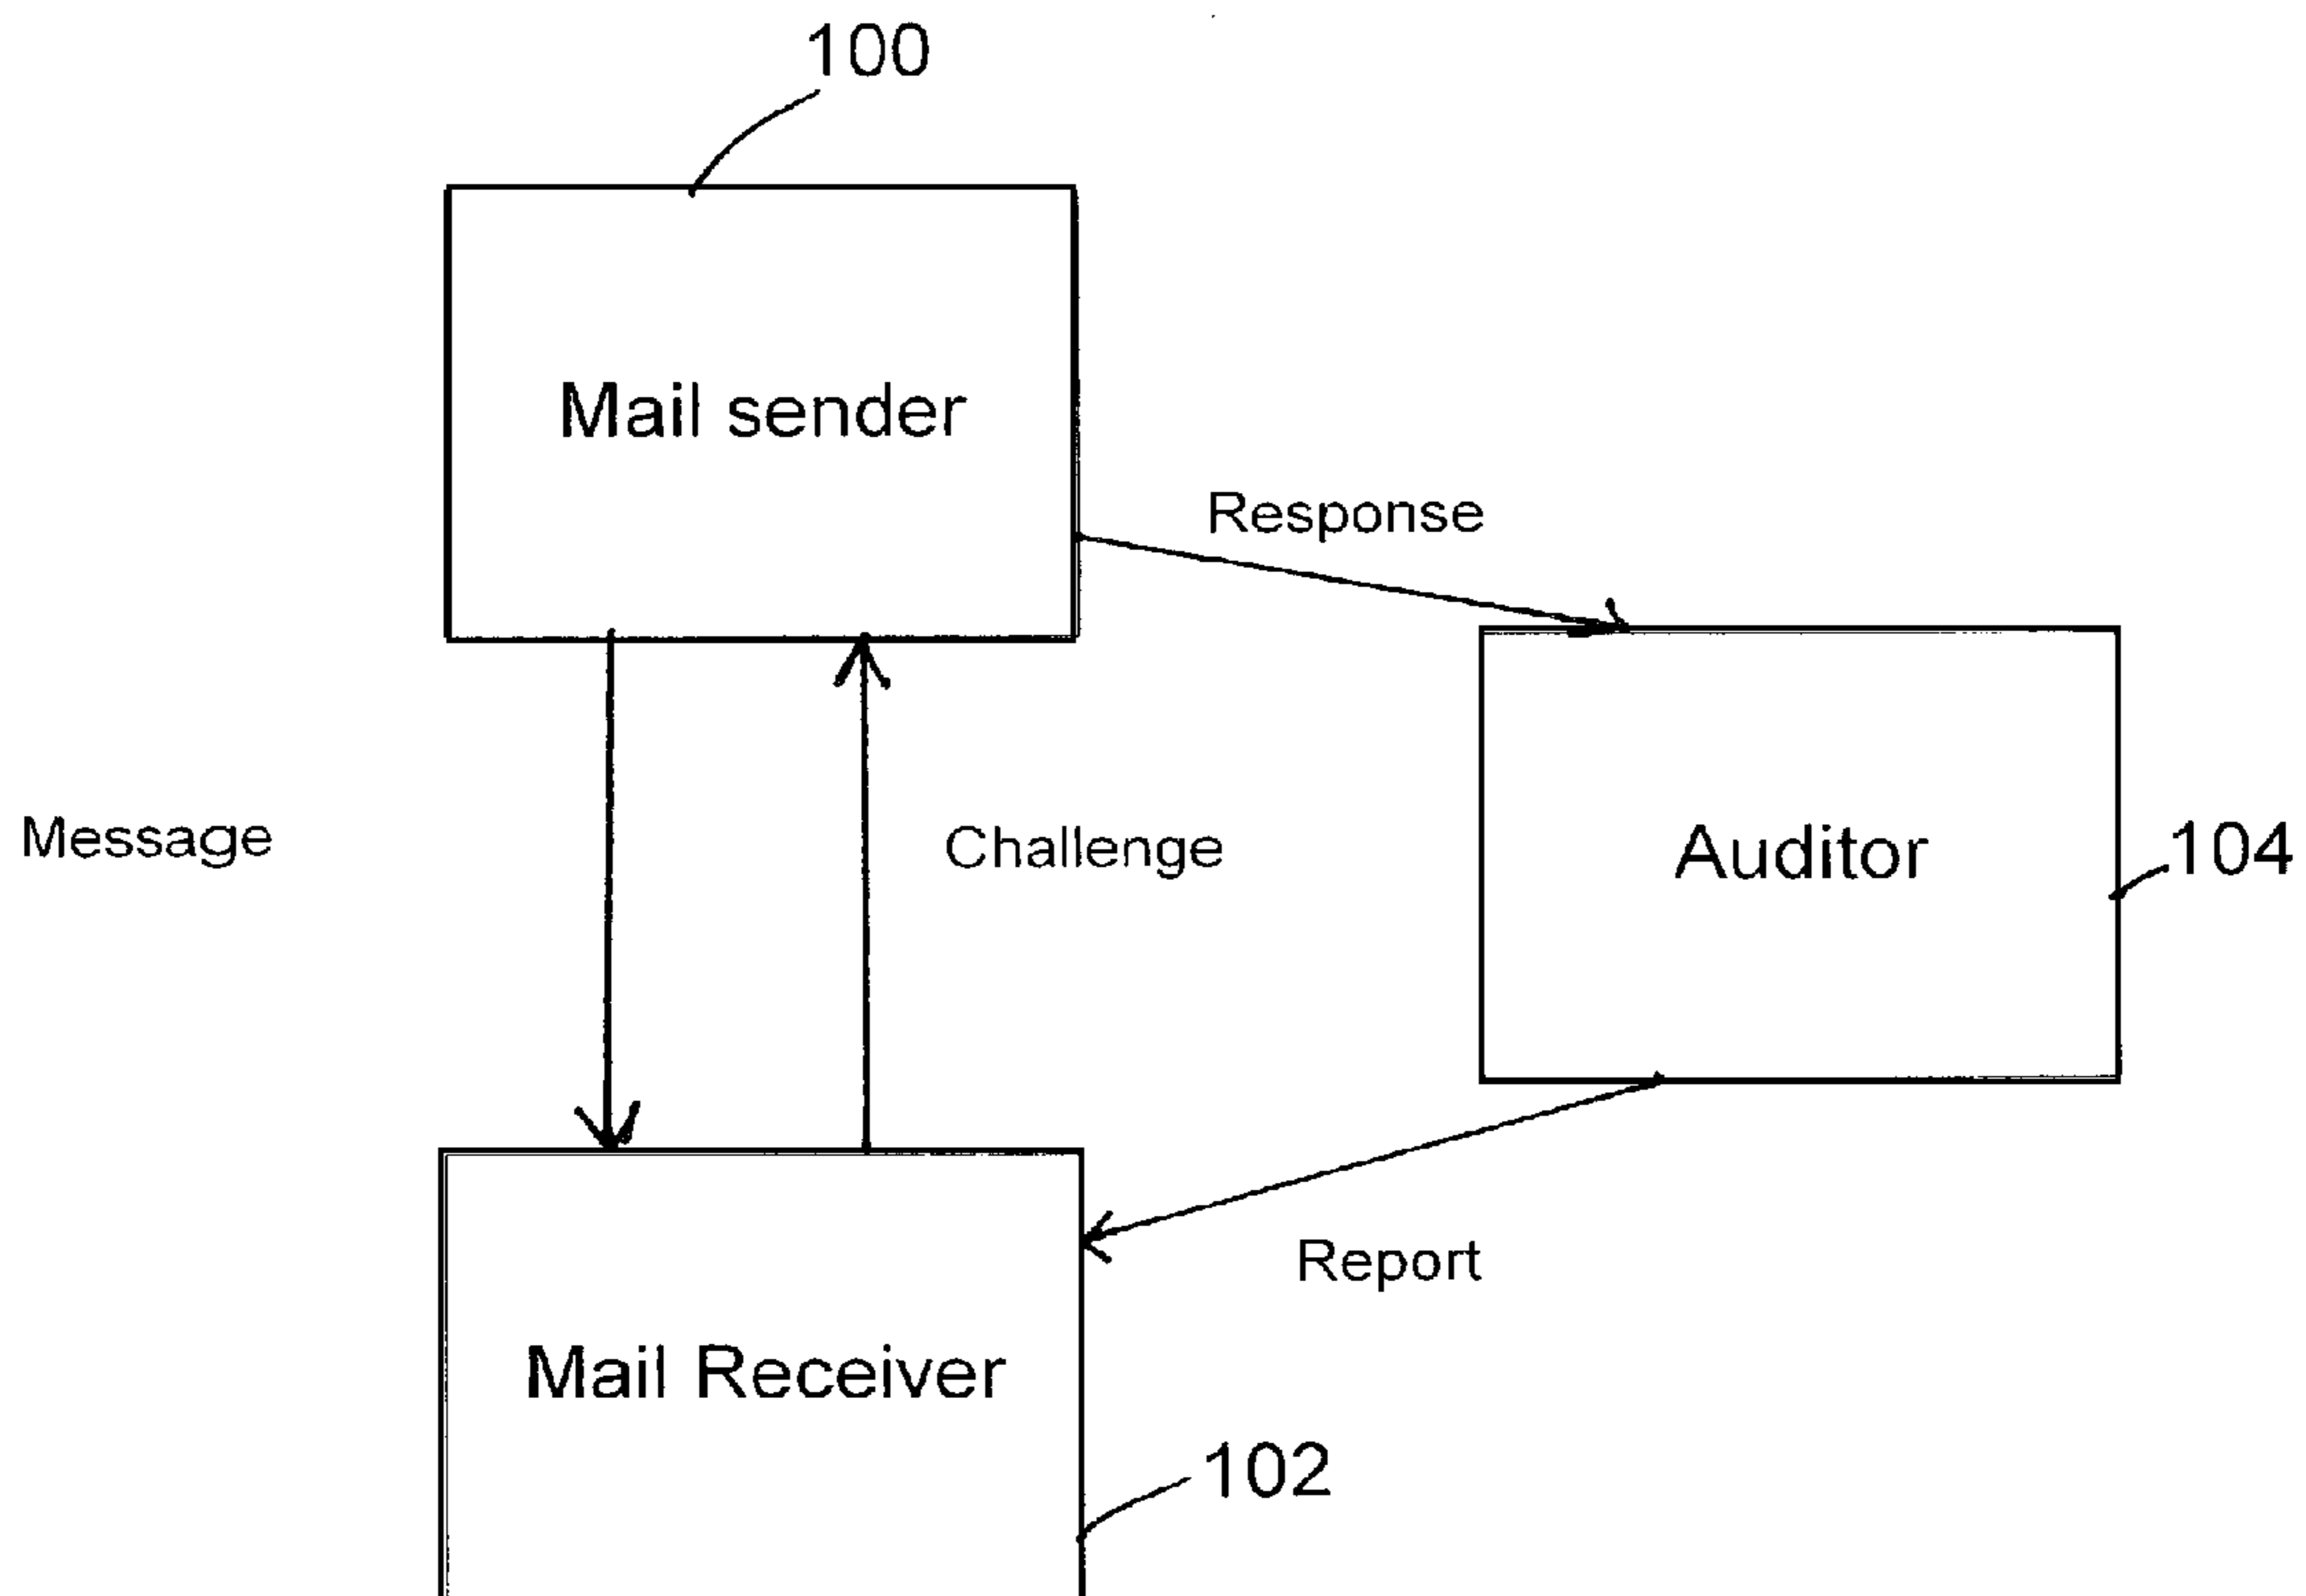 100
Mail sender
Response
Message
Challenge
Auditor
104
Report
Mail Receiver
102